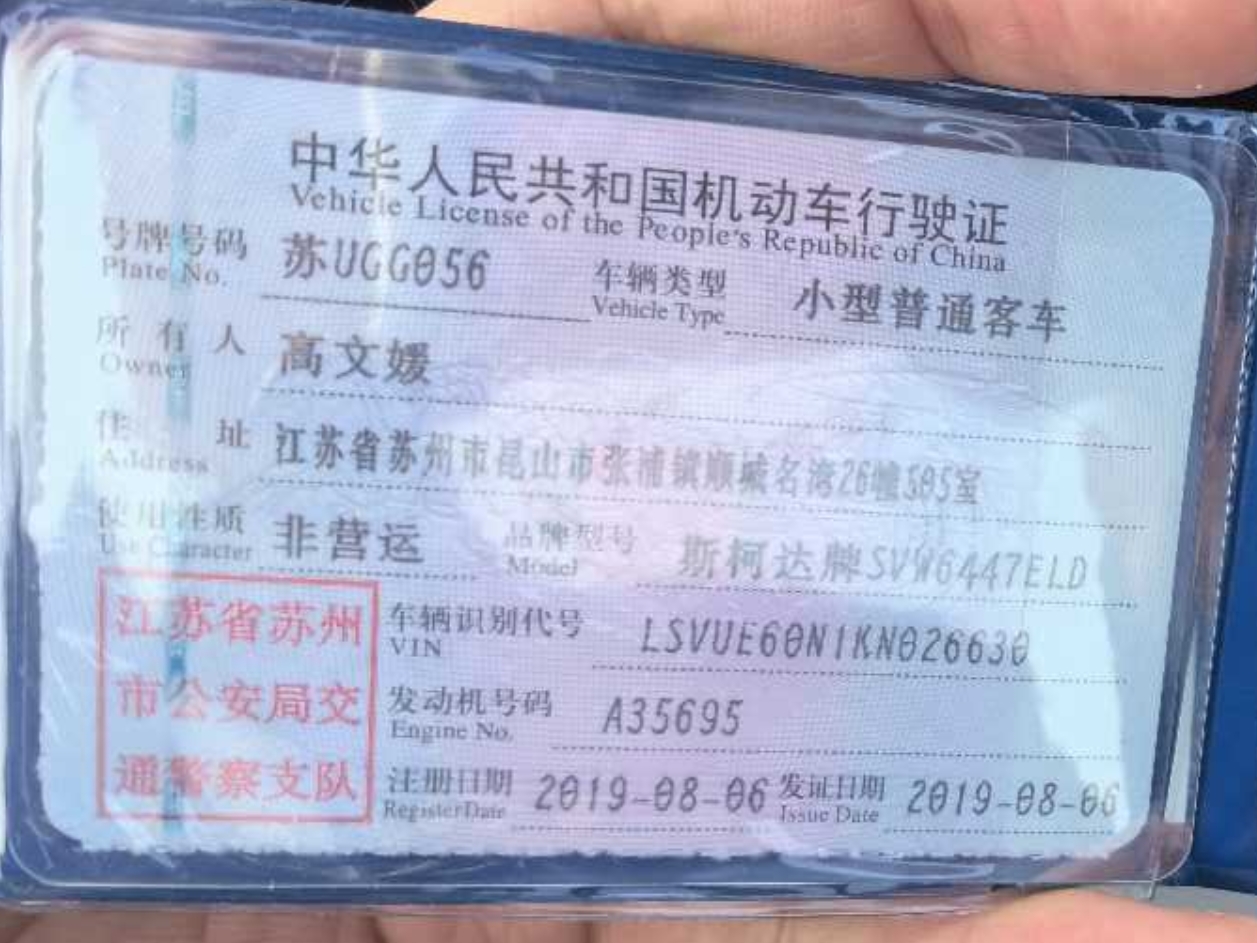 中华人民共和国机动车行驶证
Vehicle License of the People's Republic of China
号牌号码 苏UGG056 车辆类型 小型普通客车
Plate No. Vehicle Type
所有人 高文媛
Owner
住址 江苏省苏州市昆山市张浦镇顺城名湾26幢505室
Address
使用性质 非营运 品牌型号 斯柯达牌SVW6447ELD
Use Character Model
江苏省苏州
市公安局交
通警察支队
车辆识别代号 LSVUE60N1KN026630
VIN
发动机号码 A35695
Engine No.
注册日期 2019-08-06 发证日期 2019-08-06
Register Date Issue Date